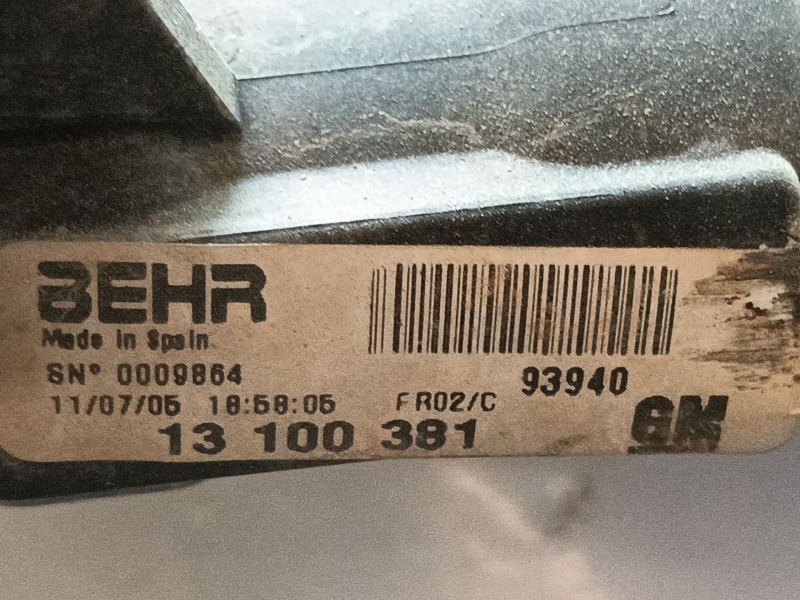 BEHR
Made in Spain
SN° 0009864
93940
11/07/05 18:58:05 FR02/C
13 100 381
GM